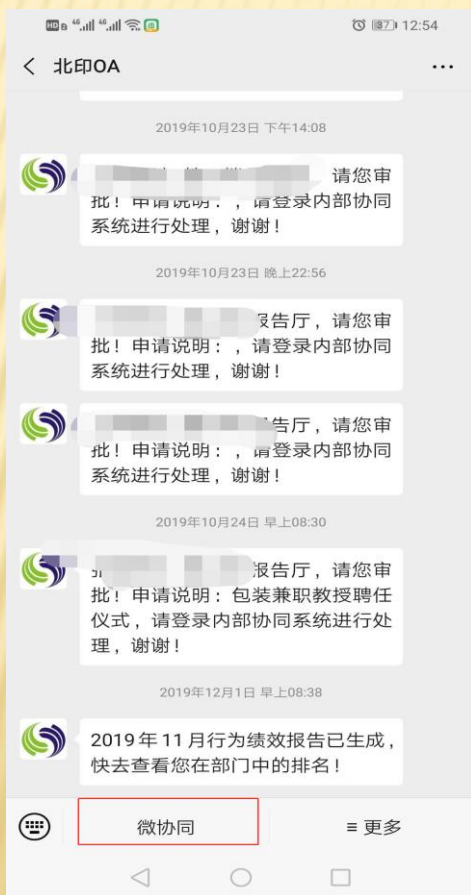 12:54
北印OA
2019年10月23日 下午14:08
请您审
批！申请说明：，请登录内部协同
系统进行处理，谢谢！
2019年10月23日 晚上22:56
报告厅，请您审
批！申请说明：，请登录内部协同
系统进行处理，谢谢！
告厅，请您审
批！申请说明：，请登录内部协同
系统进行处理，谢谢！
2019年10月24日 早上08:30
报告厅，请您审
批！申请说明：包装兼职教授聘任
仪式，请登录内部协同系统进行处
理，谢谢！
2019年12月1日 早上08:38
2019年11月行为绩效报告已生成，
快去查看您在部门中的排名！
微协同
≡ 更多